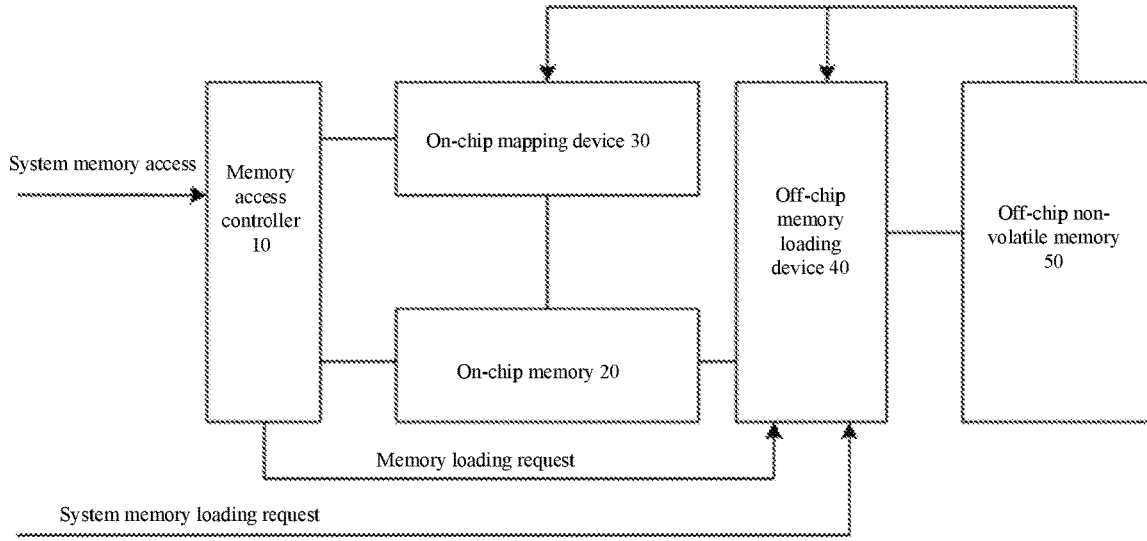 System memory access
Memory
access
controller
10
On-chip mapping device 30
On-chip memory 20
Off-chip
memory
loading
device 40
Off-chip non-
volatile memory
50
Memory loading request
System memory loading request